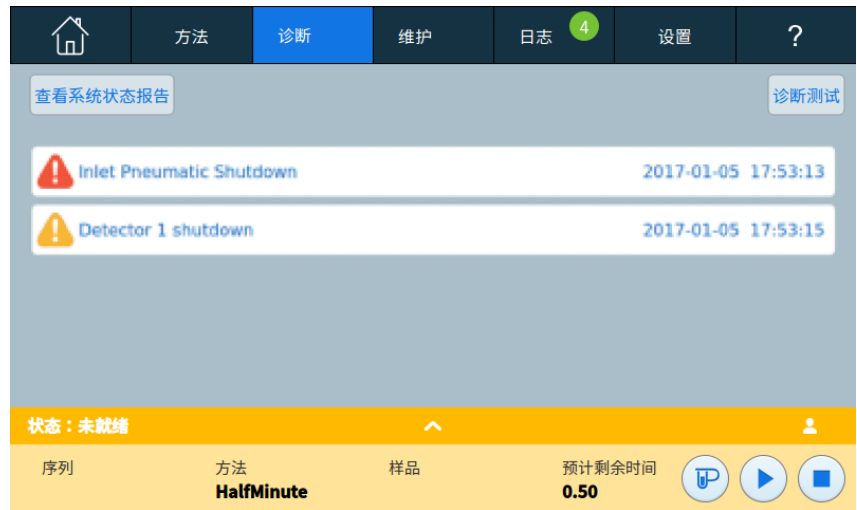 方法 诊断 维护 日志 4 设置 ?
查看系统状态报告 诊断测试
Inlet Pneumatic Shutdown 2017-01-05 17:53:13
Detector 1 shutdown 2017-01-05 17:53:15
状态：未就绪
序列 方法 样品 预计剩余时间
HalfMinute 0.50